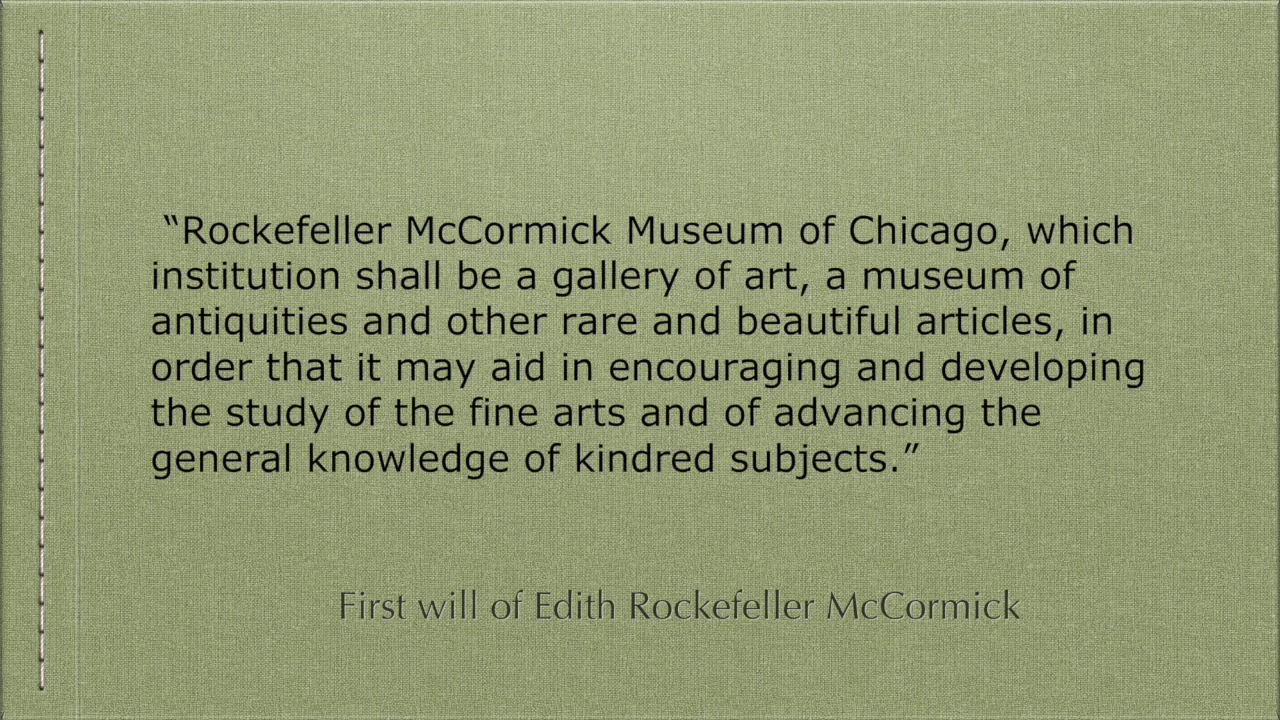 “Rockefeller McCormick Museum of Chicago, which
institution shall be a gallery of art, a museum of
antiquities and other rare and beautiful articles, in
order that it may aid in encouraging and developing
the study of the fine arts and of advancing the
general knowledge of kindred subjects.”
First will of Edith Rockefeller McCormick